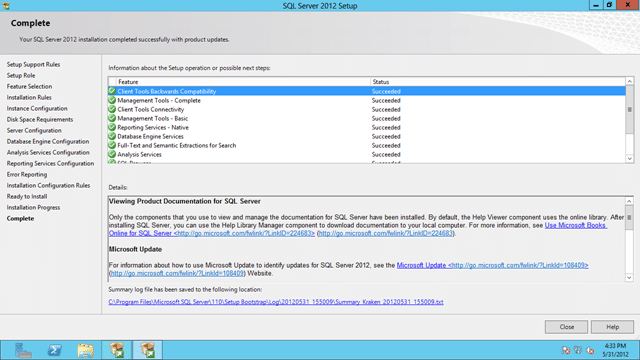 SQL Server 2012 Setup
Complete
Your SQL Server 2012 installation completed successfully with product updates.
Setup Support Rules
Setup Role
Feature Selection
Installation Rules
Instance Configuration
Disk Space Requirements
Server Configuration
Database Engine Configuration
Analysis Services Configuration
Reporting Services Configuration
Error Reporting
Installation Configuration Rules
Ready to Install
Installation Progress
Complete
Information about the Setup operation or possible next steps:
Feature Status
Client Tools Backwards Compatibility Succeeded
Management Tools - Complete Succeeded
Client Tools Connectivity Succeeded
Management Tools - Basic Succeeded
Reporting Services - Native Succeeded
Database Engine Services Succeeded
Full-Text and Semantic Extractions for Search Succeeded
Analysis Services Succeeded
SQL Browser Succeeded
Details:
Viewing Product Documentation for SQL Server
Only the components that you use to view and manage the documentation for SQL Server have been installed. By default, the Help Viewer component uses the online library. After
installing SQL Server, you can use the Help Library Manager component to download documentation to your local computer. For more information, see Use Microsoft Books
Online for SQL Server <http://go.microsoft.com/fwlink/?LinkID=224683> (http://go.microsoft.com/fwlink/?LinkID=224683).
Microsoft Update
For information about how to use Microsoft Update to identify updates for SQL Server 2012, see the Microsoft Update <http://go.microsoft.com/fwlink/?LinkId=108409>
(http://go.microsoft.com/fwlink/?LinkId=108409) Website.
Summary log file has been saved to the following location:
C:\Program Files\Microsoft SQL Server\110\Setup Bootstrap\Log\20120531_155009\Summary_Kraken_20120531_155009.txt
Close Help
4:33 PM
5/31/2012